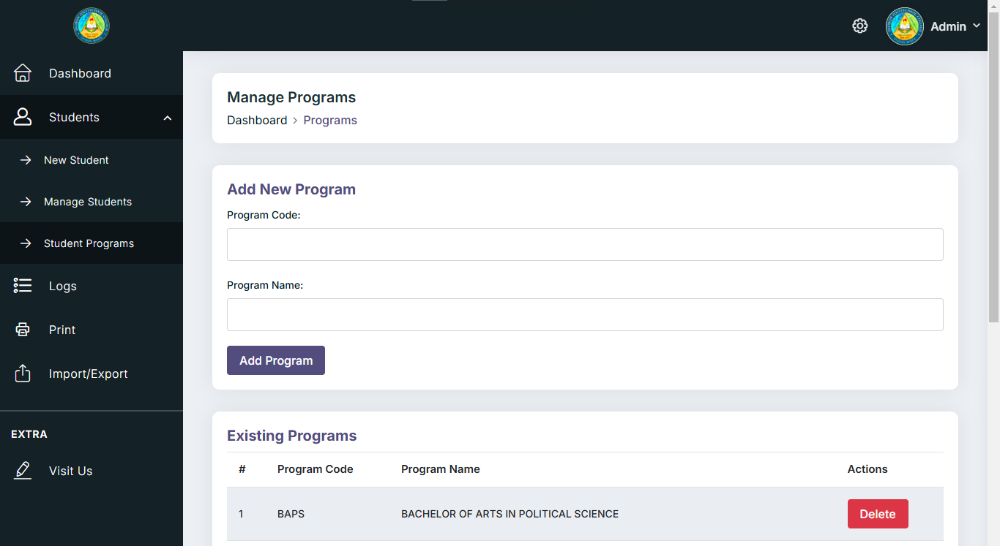 Admin
Dashboard
Students
New Student
Manage Students
Student Programs
Logs
Print
Import/Export
EXTRA
Visit Us
Manage Programs
Dashboard > Programs
Add New Program
Program Code:
Program Name:
Add Program
Existing Programs
# Program Code Program Name Actions
1 BAPS BACHELOR OF ARTS IN POLITICAL SCIENCE Delete